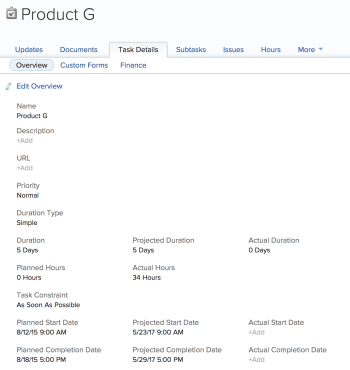 Product G
Updates Documents Task Details Subtasks Issues Hours More
Overview Custom Forms Finance
Edit Overview
Name
Product G
Description
+Add
URL
+Add
Priority
Normal
Duration Type
Simple
Duration Projected Duration Actual Duration
5 Days 5 Days 0 Days
Planned Hours Actual Hours
0 Hours 34 Hours
Task Constraint
As Soon As Possible
Planned Start Date Projected Start Date Actual Start Date
8/12/15 9:00 AM 5/23/17 9:00 AM +Add
Planned Completion Date Projected Completion Date Actual Completion Date
8/18/15 5:00 PM 5/29/17 5:00 PM +Add